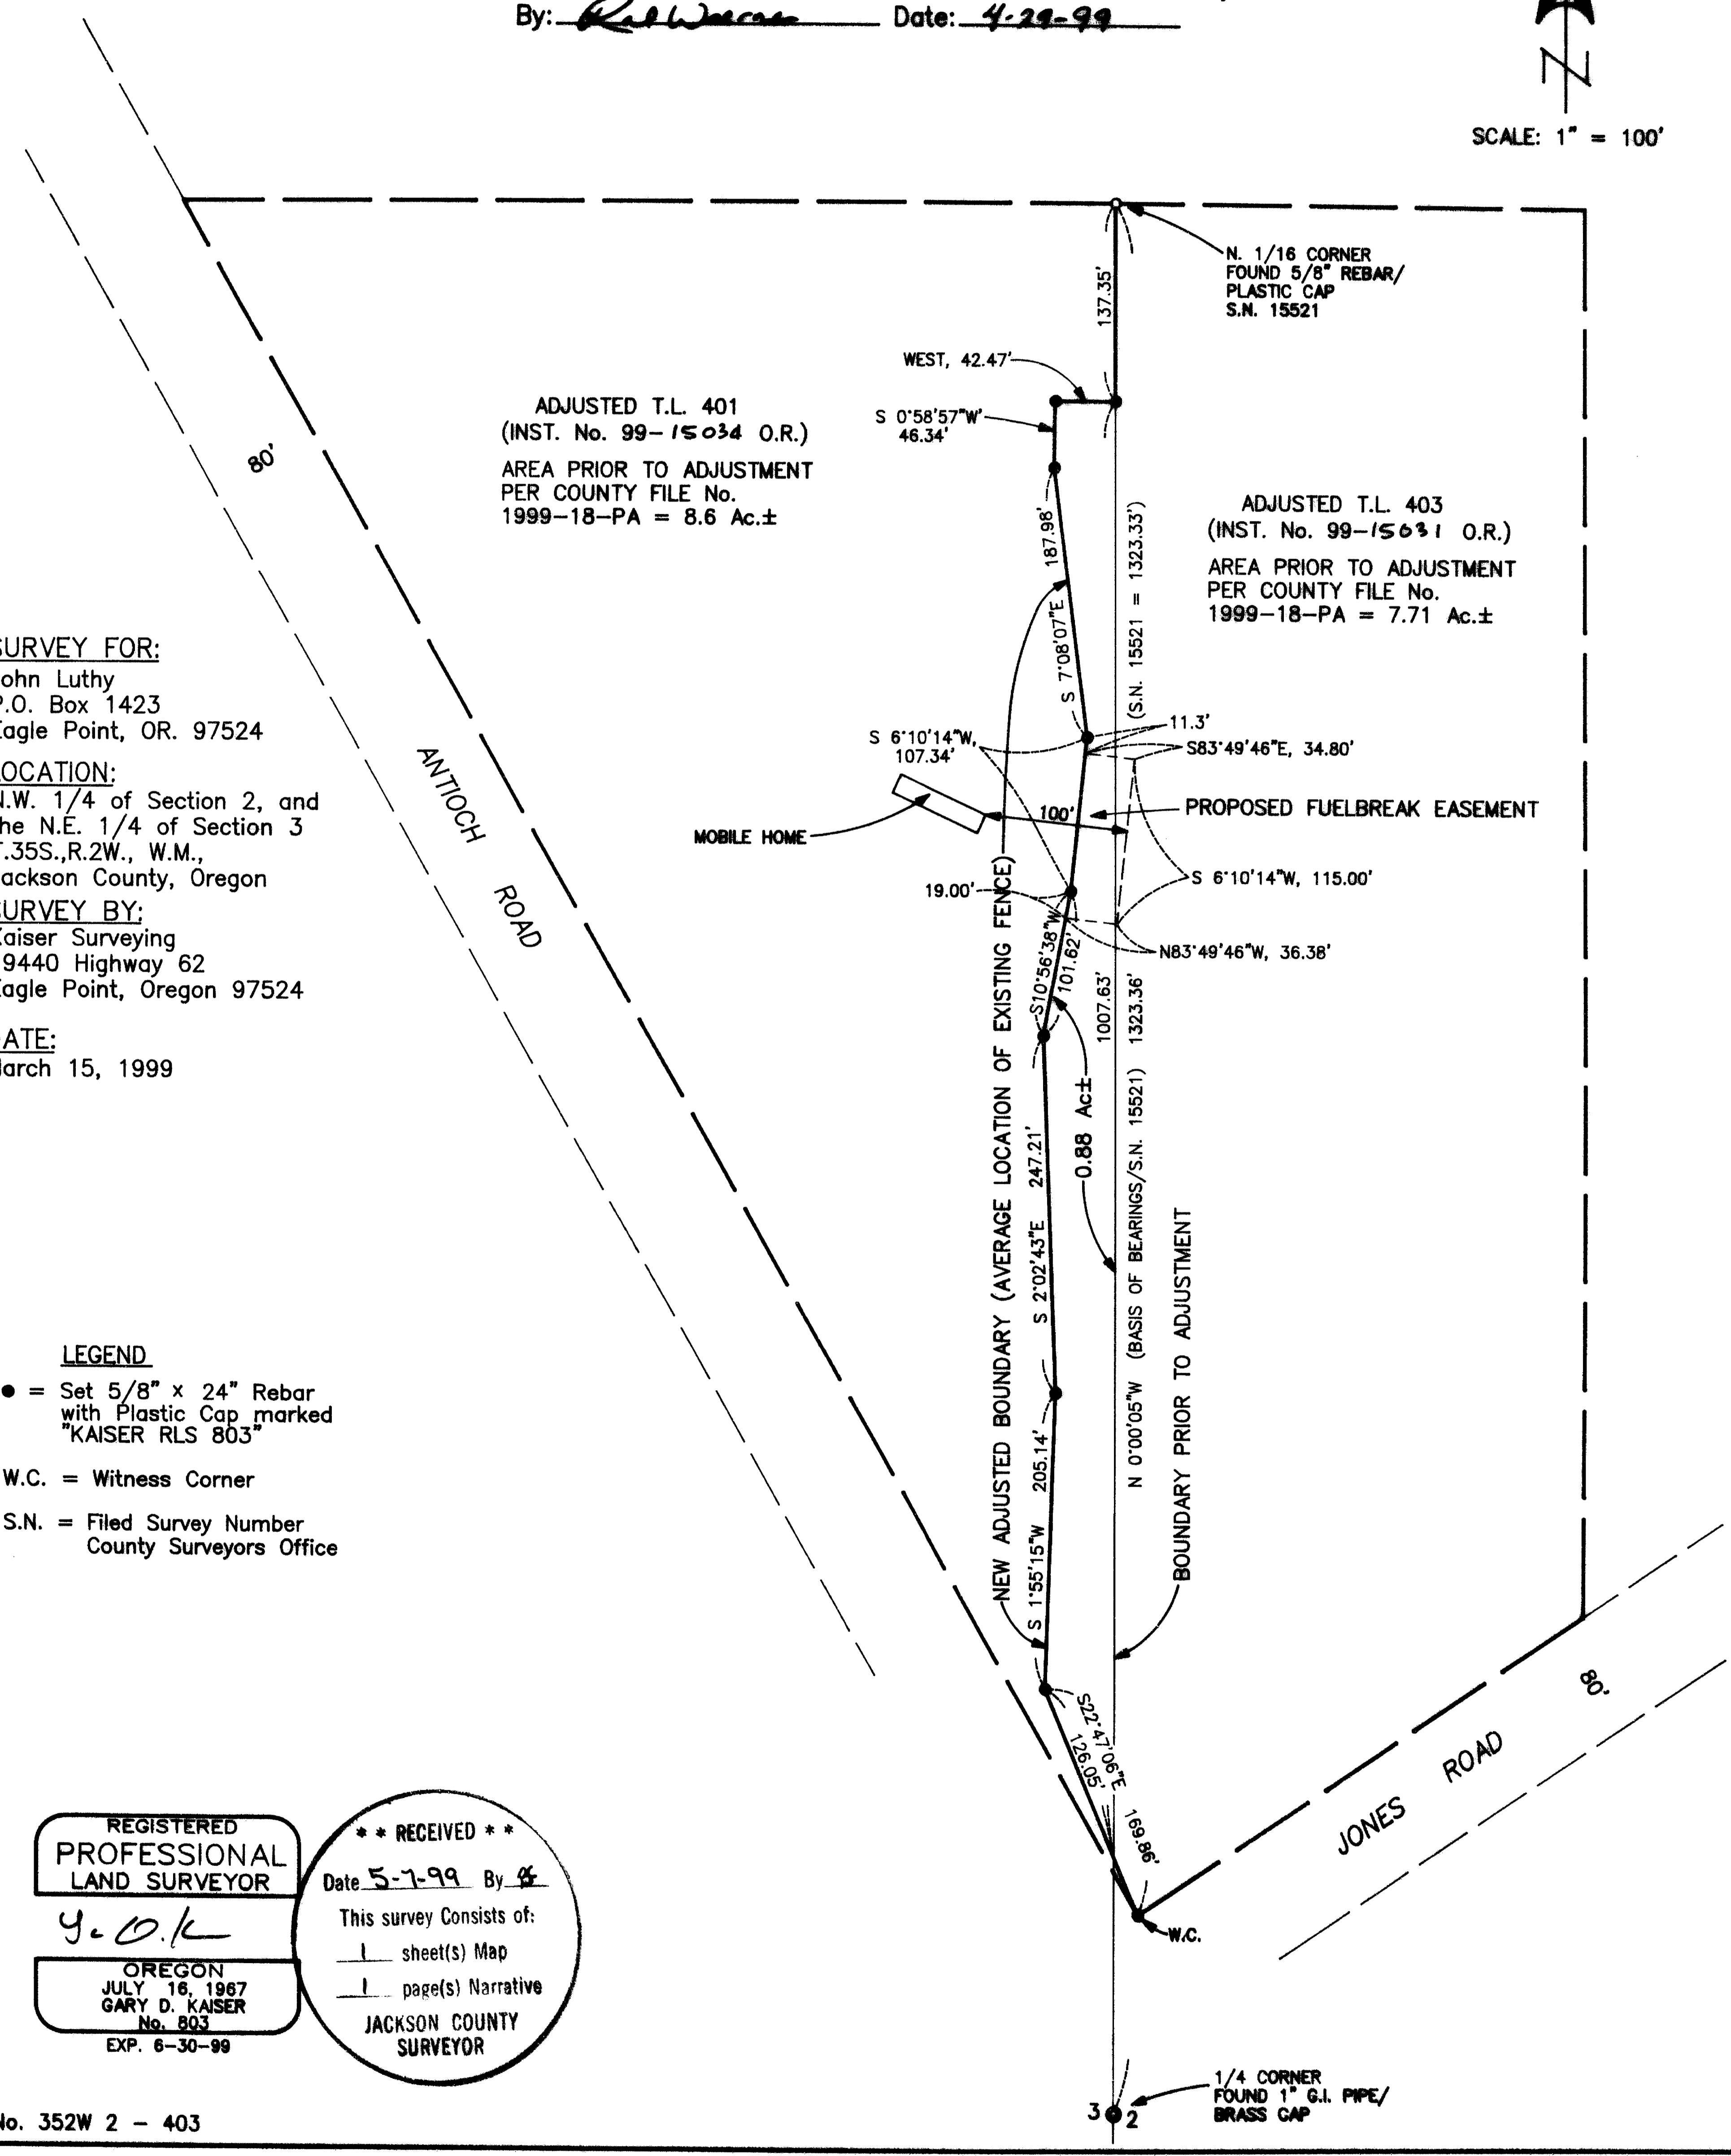 By: Date: 4-29-99
N
SCALE: 1" = 100'
N. 1/16 CORNER
FOUND 5/8" REBAR/
PLASTIC CAP
S.N. 15521
137.35'
WEST, 42.47'
S 0°58'57"W'
46.34'
ADJUSTED T.L. 401
(INST. No. 99-15034 O.R.)
AREA PRIOR TO ADJUSTMENT
PER COUNTY FILE No.
1999-18-PA = 8.6 Ac.±
80'
ADJUSTED T.L. 403
(INST. No. 99-15031 O.R.)
AREA PRIOR TO ADJUSTMENT
PER COUNTY FILE No.
1999-18-PA = 7.71 Ac.±
187.98'
S 7°08'07"E
(S.N. 15521 = 1323.33')
SURVEY FOR:
John Luthy
P.O. Box 1423
Eagle Point, OR. 97524
LOCATION:
N.W. 1/4 of Section 2, and
the N.E. 1/4 of Section 3
T.35S.,R.2W., W.M.,
Jackson County, Oregon
SURVEY BY:
Kaiser Surveying
19440 Highway 62
Eagle Point, Oregon 97524
DATE:
March 15, 1999
ANTIOCH ROAD
S 6°10'14"W,
107.34'
11.3'
S83°49'46"E, 34.80'
MOBILE HOME
100'
PROPOSED FUELBREAK EASEMENT
S 6°10'14"W, 115.00'
19.00'
N83°49'46"W, 36.38'
S10°56'38"W
101.62'
1007.63'
1323.36'
NEW ADJUSTED BOUNDARY (AVERAGE LOCATION OF EXISTING FENCE)
0.88 Ac±
S 2°02'43"E 247.21'
N 0°00'05"W (BASIS OF BEARINGS/S.N. 15521)
BOUNDARY PRIOR TO ADJUSTMENT
S 1°55'15"W 205.14'
LEGEND
● = Set 5/8" × 24" Rebar
with Plastic Cap marked
"KAISER RLS 803"
W.C. = Witness Corner
S.N. = Filed Survey Number
County Surveyors Office
S22°47'06"E
126.05'
169.86'
80'
JONES ROAD
W.C.
REGISTERED
PROFESSIONAL
LAND SURVEYOR
OREGON
JULY 16, 1967
GARY D. KAISER
No. 803
EXP. 6-30-99
* * RECEIVED * *
Date 5-7-99 By
This survey Consists of:
1 sheet(s) Map
1 page(s) Narrative
JACKSON COUNTY
SURVEYOR
1/4 CORNER
FOUND 1" G.I. PIPE/
BRASS CAP
3 2
No. 352W 2 - 403